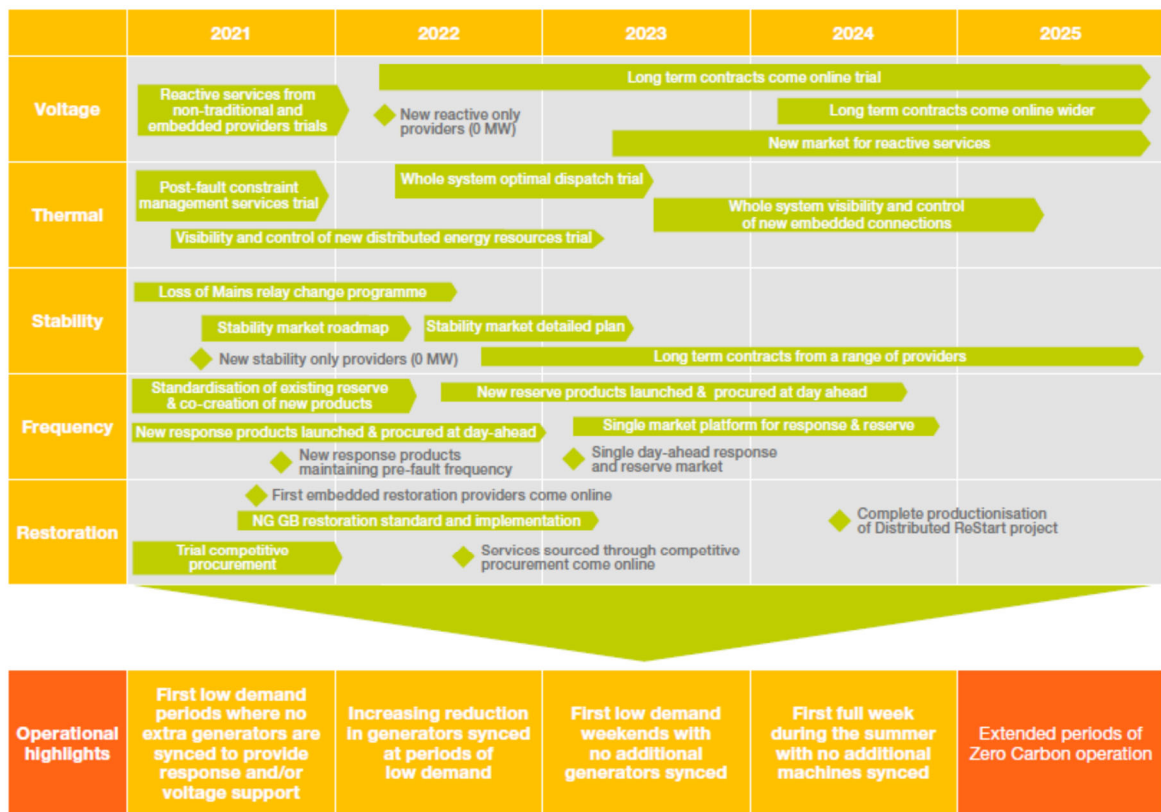 2021
2022
2023
2024
2025
Voltage
Reactive services from
non-traditional and
embedded providers trials
Long term contracts come online trial
New reactive only
providers (0 MW)
Long term contracts come online wider
New market for reactive services
Thermal
Post-fault constraint
management services trial
Whole system optimal dispatch trial
Whole system visibility and control
of new embedded connections
Visibility and control of new distributed energy resources trial
Stability
Loss of Mains relay change programme
Stability market roadmap
Stability market detailed plan
New stability only providers (0 MW)
Long term contracts from a range of providers
Frequency
Standardisation of existing reserve
& co-creation of new products
New reserve products launched & procured at day ahead
New response products launched & procured at day-ahead
Single market platform for response & reserve
New response products
maintaining pre-fault frequency
Single day-ahead response
and reserve market
Restoration
First embedded restoration providers come online
NG GB restoration standard and implementation
Complete productionisation
of Distributed ReStart project
Trial competitive
procurement
Services sourced through competitive
procurement come online
Operational
highlights
First low demand
periods where no
extra generators are
synced to provide
response and/or
voltage support
Increasing reduction
in generators synced
at periods of
low demand
First low demand
weekends with
no additional
generators synced
First full week
during the summer
with no additional
machines synced
Extended periods of
Zero Carbon operation